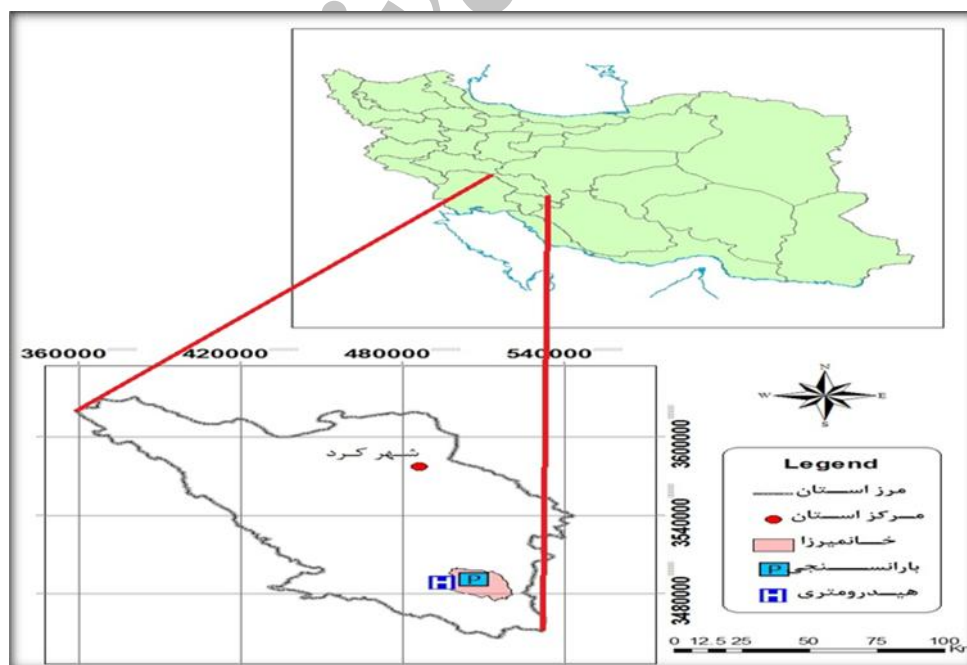 360000 420000 480000 540000
شهر کرد
3600000
3540000
3480000
P
H
N
W E
S
Legend
مرز استان
مرکز استان
خانمیرزا
P بارانسنجی
H هیدرومتری
0 12.5 25 50 75 100
Km